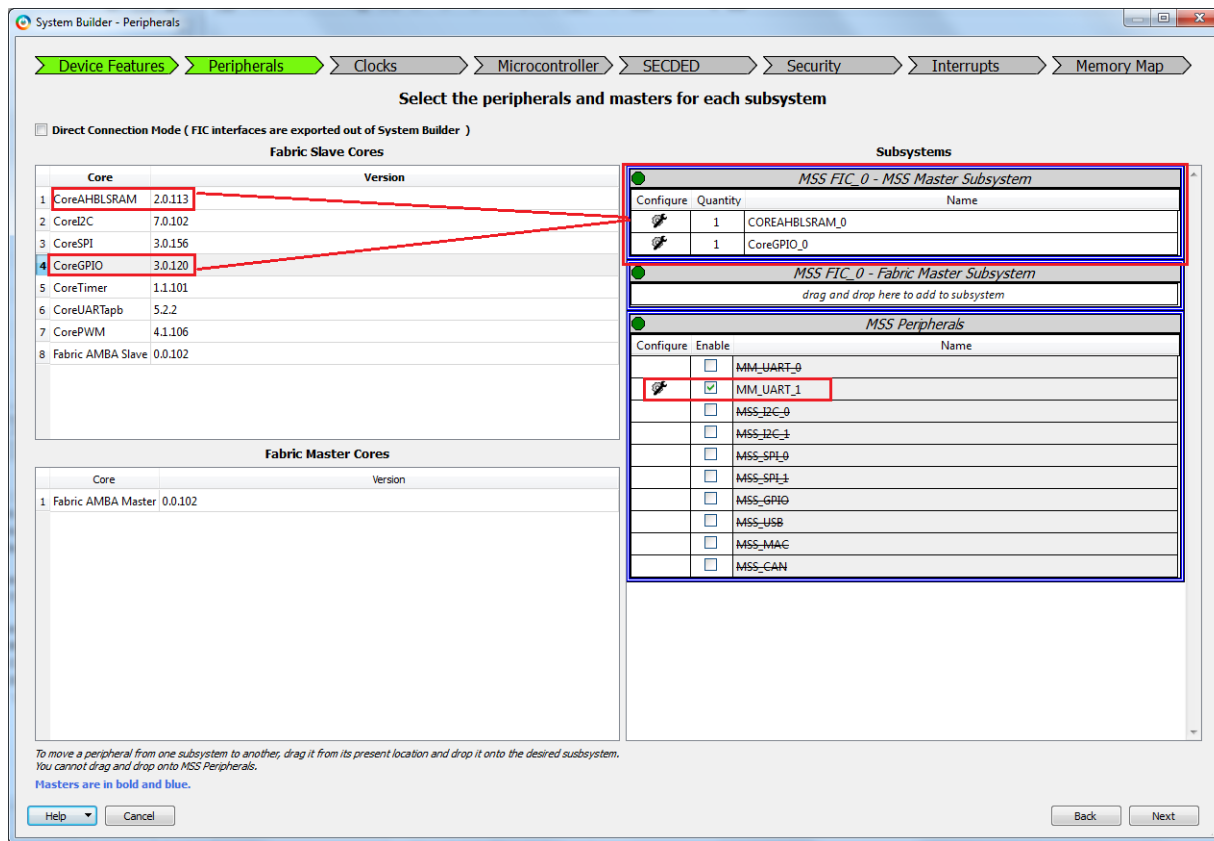 System Builder - Peripherals
Device Features Peripherals Clocks Microcontroller SECDED Security Interrupts Memory Map
Select the peripherals and masters for each subsystem
Direct Connection Mode ( FIC interfaces are exported out of System Builder )
Fabric Slave Cores
Core Version
1 CoreAHBLSRAM 2.0.113
2 CoreI2C 7.0.102
3 CoreSPI 3.0.156
4 CoreGPIO 3.0.120
5 CoreTimer 1.1.101
6 CoreUARTapb 5.2.2
7 CorePWM 4.1.106
8 Fabric AMBA Slave 0.0.102
Fabric Master Cores
Core Version
1 Fabric AMBA Master 0.0.102
Subsystems
MSS FIC_0 - MSS Master Subsystem
Configure Quantity Name
1 COREAHBLSRAM_0
1 CoreGPIO_0
MSS FIC_0 - Fabric Master Subsystem
drag and drop here to add to subsystem
MSS Peripherals
Configure Enable Name
MM_UART_0
MM_UART_1
MSS_I2C_0
MSS_I2C_1
MSS_SPI_0
MSS_SPI_1
MSS_GPIO
MSS_USB
MSS_MAC
MSS_CAN
To move a peripheral from one subsystem to another, drag it from its present location and drop it onto the desired susbsystem.
You cannot drag and drop onto MSS Peripherals.
Masters are in bold and blue.
Help Cancel Back Next